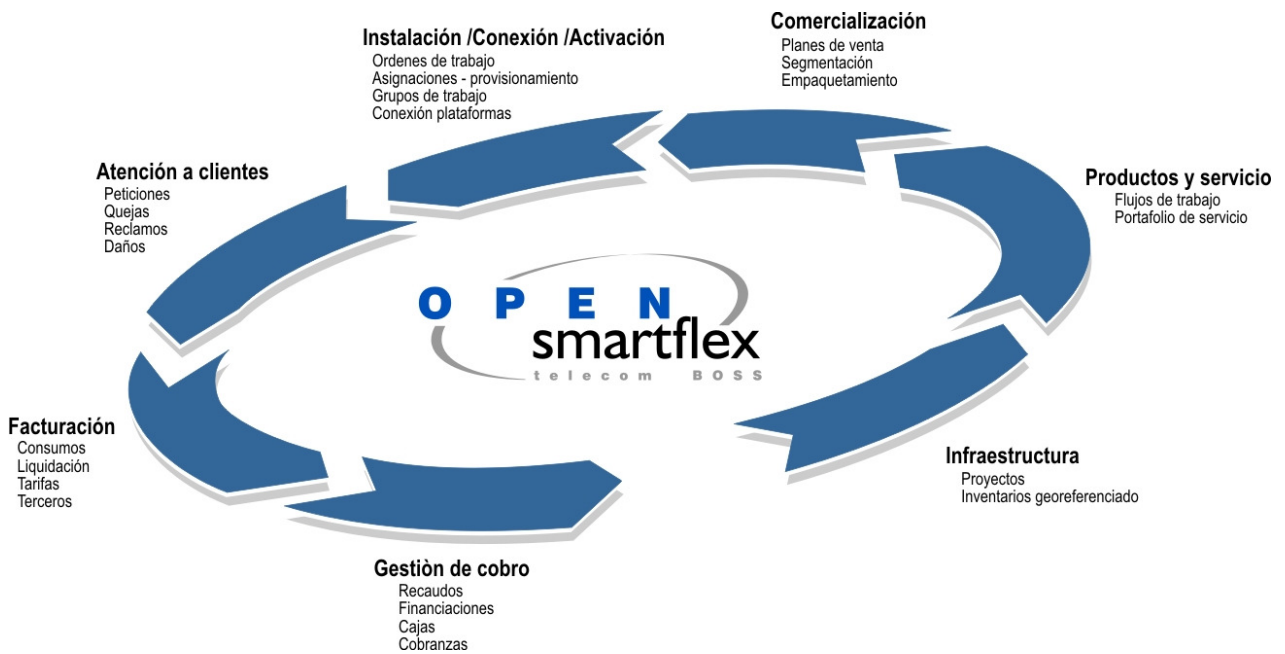 Comercialización
Planes de venta
Segmentación
Empaquetamiento
Instalación /Conexión /Activación
Ordenes de trabajo
Asignaciones - provisionamiento
Grupos de trabajo
Conexión plataformas
Atención a clientes
Peticiones
Quejas
Reclamos
Daños
Productos y servicio
Flujos de trabajo
Portafolio de servicio
OPEN
smartflex
telecom BOSS
Facturación
Consumos
Liquidación
Tarifas
Terceros
Infraestructura
Proyectos
Inventarios georeferenciado
Gestiòn de cobro
Recaudos
Financiaciones
Cajas
Cobranzas